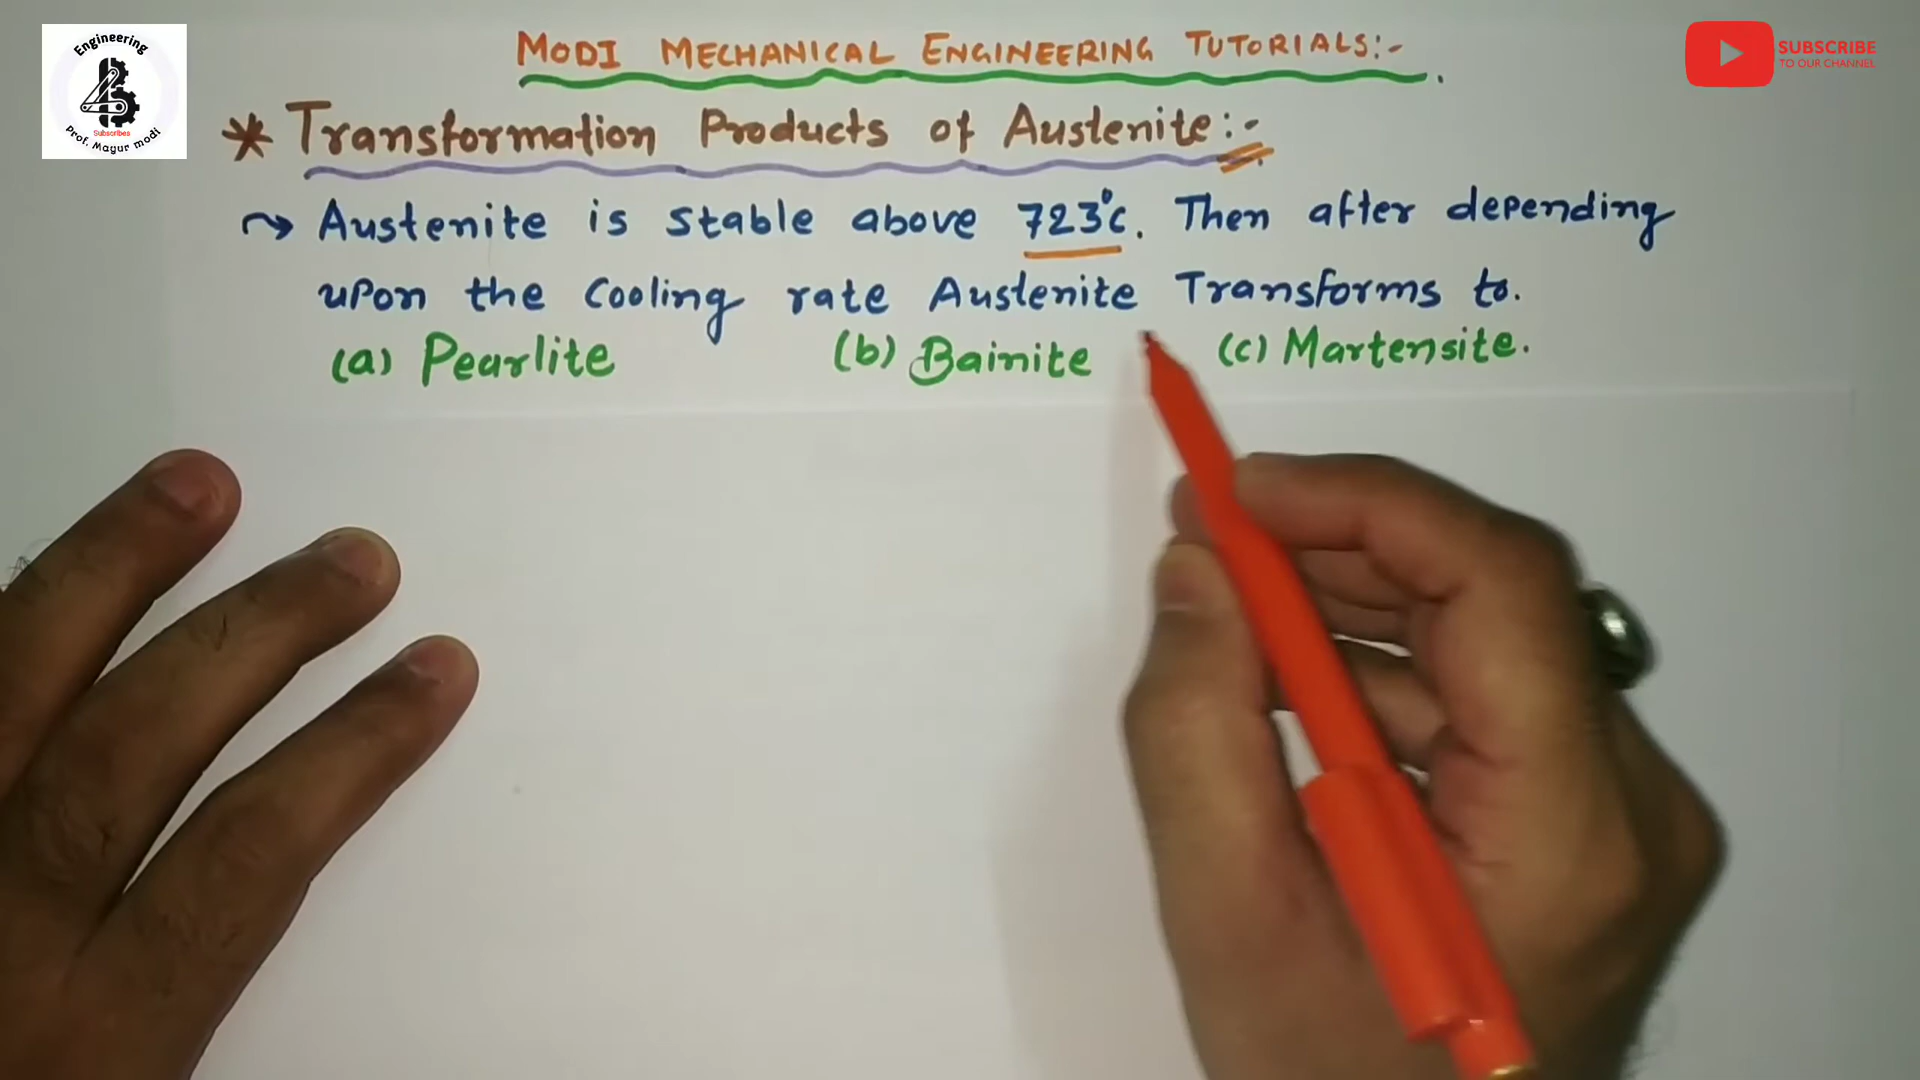 Engineering
Subscribes
Prof. Mayur modi
MODI MECHANICAL ENGINEERING TUTORIALS:-
SUBSCRIBE
TO OUR CHANNEL
* Transformation Products of Austenite:-
→ Austenite is stable above 723°c. Then after depending
upon the cooling rate Austenite Transforms to.
(a) Pearlite (b) Bainite (c) Martensite.